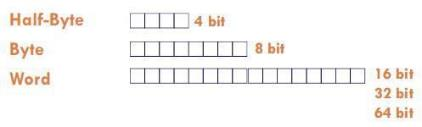 Half-Byte 4 bit
Byte 8 bit
Word 16 bit
32 bit
64 bit